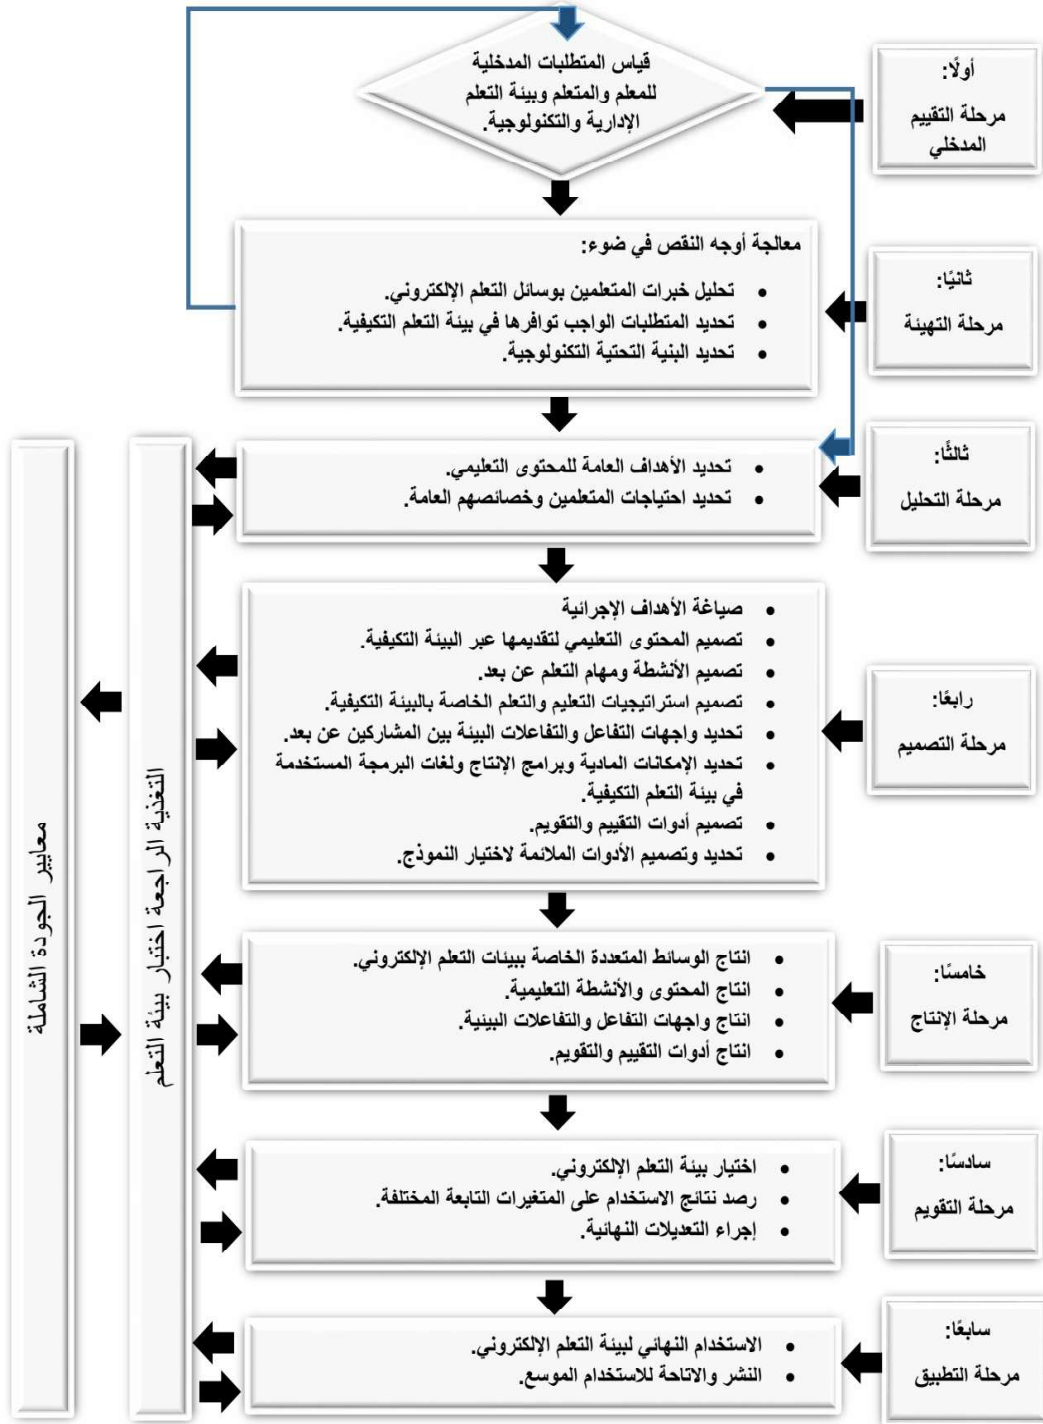 أولًا:
مرحلة التقييم
المدخلي
قياس المتطلبات المدخلية
للمعلم والمتعلم وبيئة التعلم
الإدارية والتكنولوجية.
ثانيًا:
مرحلة التهيئة
معالجة أوجه النقص في ضوء:
• تحليل خبرات المتعلمين بوسائل التعلم الإلكتروني.
• تحديد المتطلبات الواجب توافرها في بيئة التعلم التكيفية.
• تحديد البنية التحتية التكنولوجية.
ثالثًا:
مرحلة التحليل
• تحديد الأهداف العامة للمحتوى التعليمي.
• تحديد احتياجات المتعلمين وخصائصهم العامة.
رابعًا:
مرحلة التصميم
• صياغة الأهداف الإجرائية
• تصميم المحتوى التعليمي لتقديمها عبر البيئة التكيفية.
• تصميم الأنشطة ومهام التعلم عن بعد.
• تصميم استراتيجيات التعليم والتعلم الخاصة بالبيئة التكيفية.
• تحديد واجهات التفاعل والتفاعلات البيئة بين المشاركين عن بعد.
• تحديد الإمكانات المادية وبرامج الإنتاج ولغات البرمجة المستخدمة
في بيئة التعلم التكيفية.
• تصميم أدوات التقييم والتقويم.
• تحديد وتصميم الأدوات الملائمة لاختيار النموذج.
خامسًا:
مرحلة الإنتاج
• انتاج الوسائط المتعددة الخاصة ببيئات التعلم الإلكتروني.
• انتاج المحتوى والأنشطة التعليمية.
• انتاج واجهات التفاعل والتفاعلات البينية.
• انتاج أدوات التقييم والتقويم.
سادسًا:
مرحلة التقويم
• اختيار بيئة التعلم الإلكتروني.
• رصد نتائج الاستخدام على المتغيرات التابعة المختلفة.
• إجراء التعديلات النهائية.
سابعًا:
مرحلة التطبيق
• الاستخدام النهائي لبيئة التعلم الإلكتروني.
• النشر والاتاحة للاستخدام الموسع.
التغذية الراجعة اختبار بيئة التعلم
معايير الجودة الشاملة